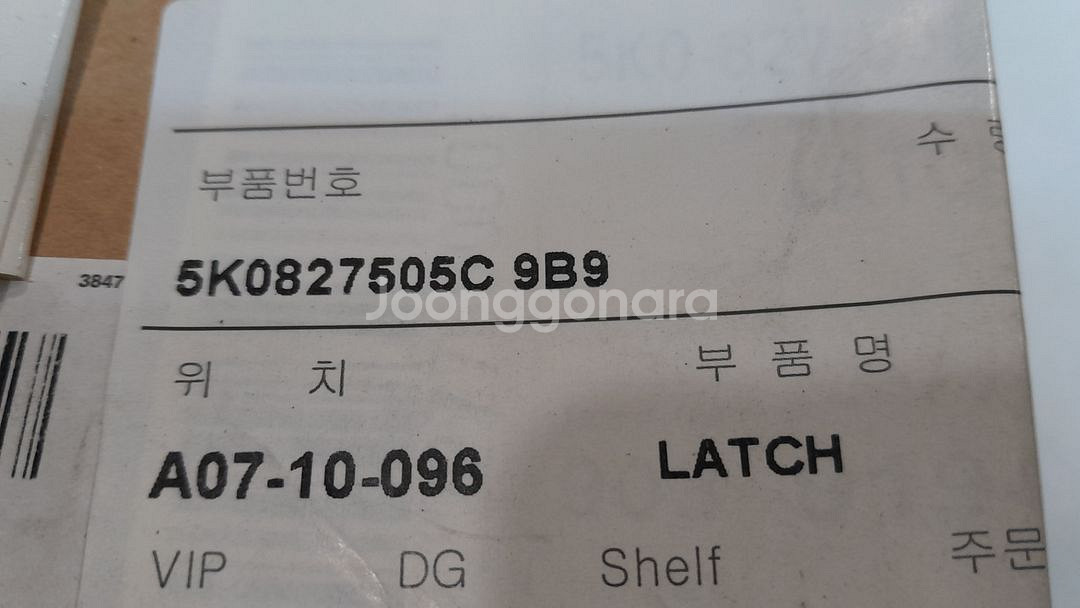 수
부품번호
5K0827505C 9B9
3847
Joonggonara
위 치 부 품 명
A07-10-096 LATCH
VIP DG Shelf 주문